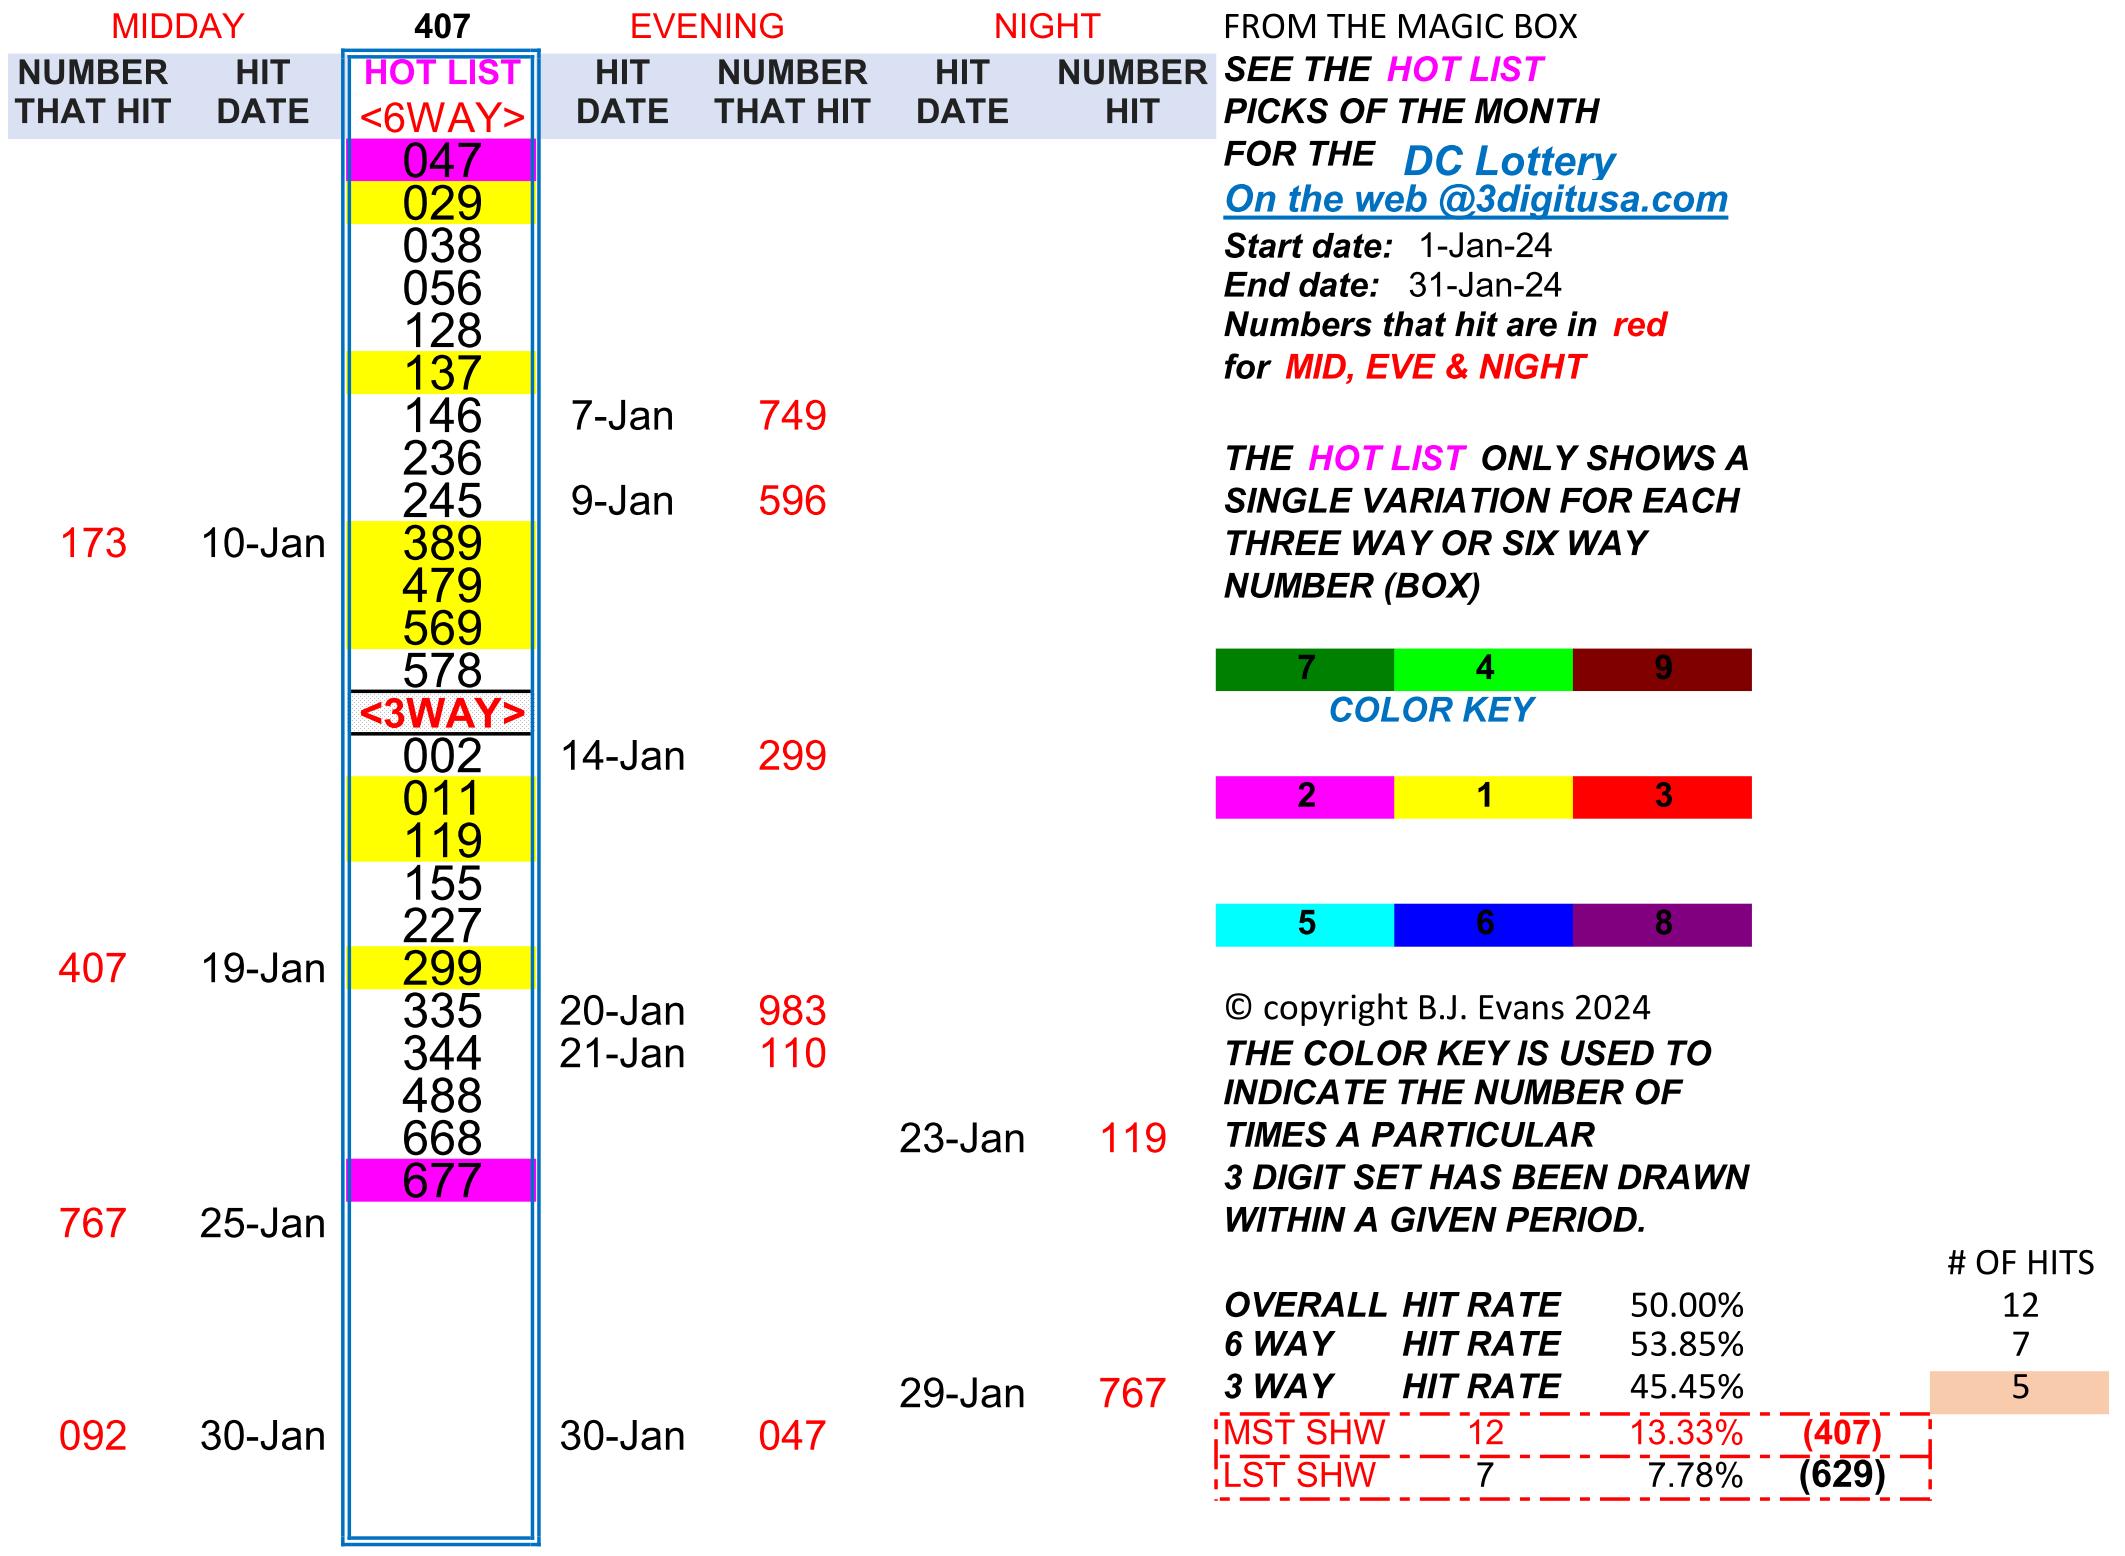 MIDDAY 407 EVENING NIGHT FROM THE MAGIC BOX
NUMBER HIT HOT LIST HIT NUMBER HIT NUMBER SEE THE HOT LIST
THAT HIT DATE <6WAY> DATE THAT HIT DATE HIT PICKS OF THE MONTH
047 FOR THE DC Lottery
029 On the web @3digitusa.com
038 Start date: 1-Jan-24
056 End date: 31-Jan-24
128 Numbers that hit are in red
137 for MID, EVE & NIGHT
146 7-Jan 749
236 THE HOT LIST ONLY SHOWS A
245 9-Jan 596 SINGLE VARIATION FOR EACH
173 10-Jan 389 THREE WAY OR SIX WAY
479 NUMBER (BOX)
569
578 7 4 9
<3WAY> COLOR KEY
002 14-Jan 299
011 2 1 3
119
155
227 5 6 8
407 19-Jan 299
335 20-Jan 983 © copyright B.J. Evans 2024
344 21-Jan 110 THE COLOR KEY IS USED TO
488 INDICATE THE NUMBER OF
668 23-Jan 119 TIMES A PARTICULAR
677 3 DIGIT SET HAS BEEN DRAWN
767 25-Jan WITHIN A GIVEN PERIOD.
# OF HITS
OVERALL HIT RATE 50.00% 12
6 WAY HIT RATE 53.85% 7
29-Jan 767 3 WAY HIT RATE 45.45% 5
092 30-Jan 30-Jan 047 MST SHW 12 13.33% (407)
LST SHW 7 7.78% (629)